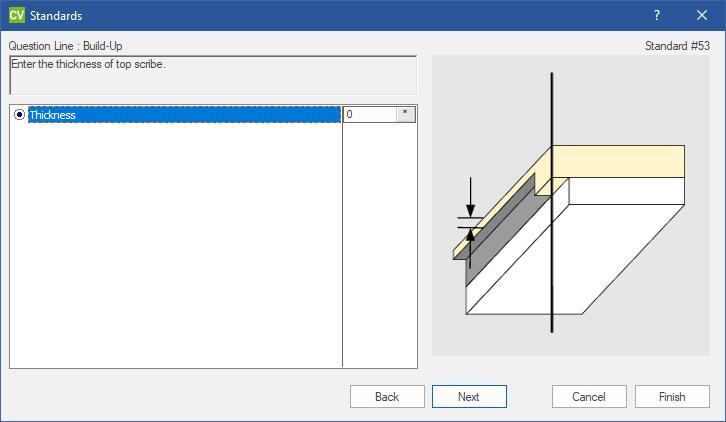 CV Standards ? X
Question Line : Build-Up Standard #53
Enter the thickness of top scribe.
Thickness 0 "
Back Next Cancel Finish